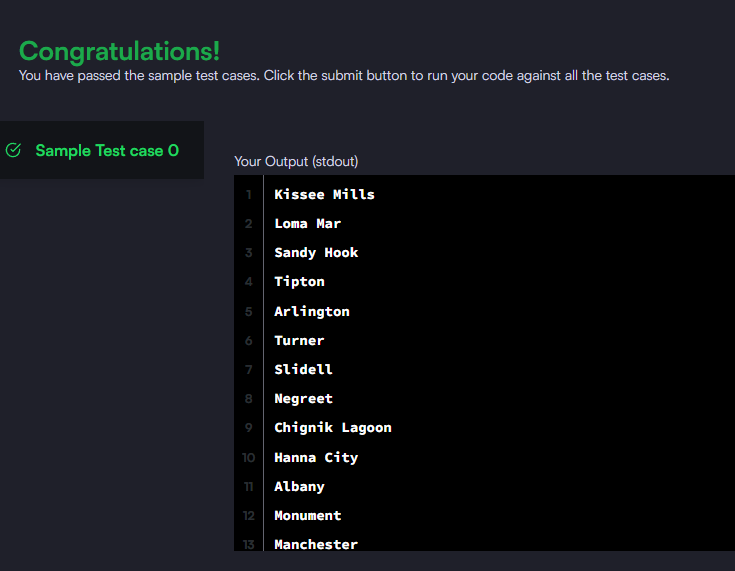 Congratulations!
You have passed the sample test cases. Click the submit button to run your code against all the test cases.
Sample Test case 0
Your Output (stdout)
1 Kissee Mills
2 Loma Mar
3 Sandy Hook
4 Tipton
5 Arlington
6 Turner
7 Slidell
8 Negreet
9 Chignik Lagoon
10 Hanna City
11 Albany
12 Monument
13 Manchester